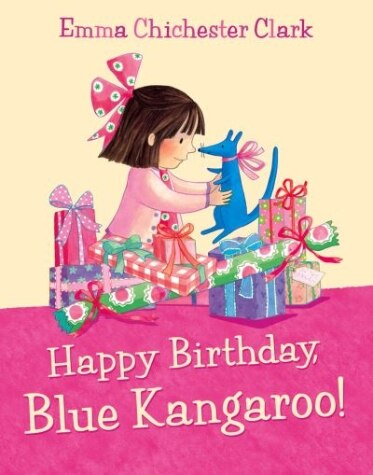 Emma Chichester Clark
Happy Birthday,
Blue Kangaroo!